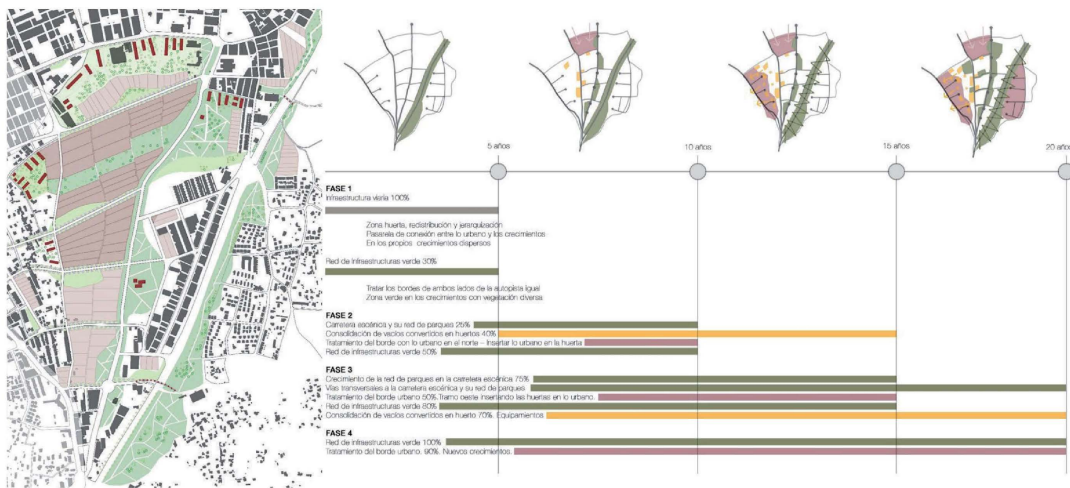 5 años
10 años
15 años
20 años
FASE 1
Infraestructura viaria 100%
Zona huerta, redistribución y jerarquización
Pasarela de conexión entre lo urbano y los crecimientos
En los propios crecimientos dispersos
Red de infraestructuras verde 30%
Tratar los bordes de ambos lados de la autopista igual
Zona verde en los crecimientos con vegetación diversa
FASE 2
Carretera escénica y su red de parques 25%
Consolidación de vacíos convertidos en huertos 40%
Tratamiento del borde con lo urbano en el norte – Insertar lo urbano en la huerta
Red de infraestructuras verde 50%
FASE 3
Crecimiento de la red de parques en la carretera escénica 75%
Vías transversales a la carretera escénica y su red de parques
Tratamiento del borde urbano 50%.Tramo oeste insertando las huertas en lo urbano.
Red de infraestructuras verde 80%
Consolidación de vacíos convertidos en huerto 70%. Equipamientos
FASE 4
Red de infraestructuras verde 100%
Tratamiento del borde urbano. 90%. Nuevos crecimientos.